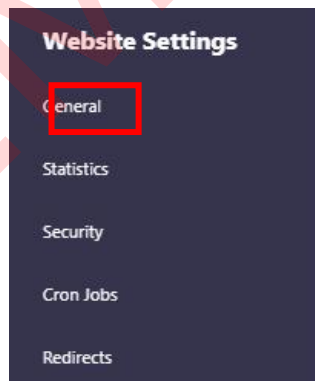 Website Settings
General
Statistics
Security
Cron Jobs
Redirects